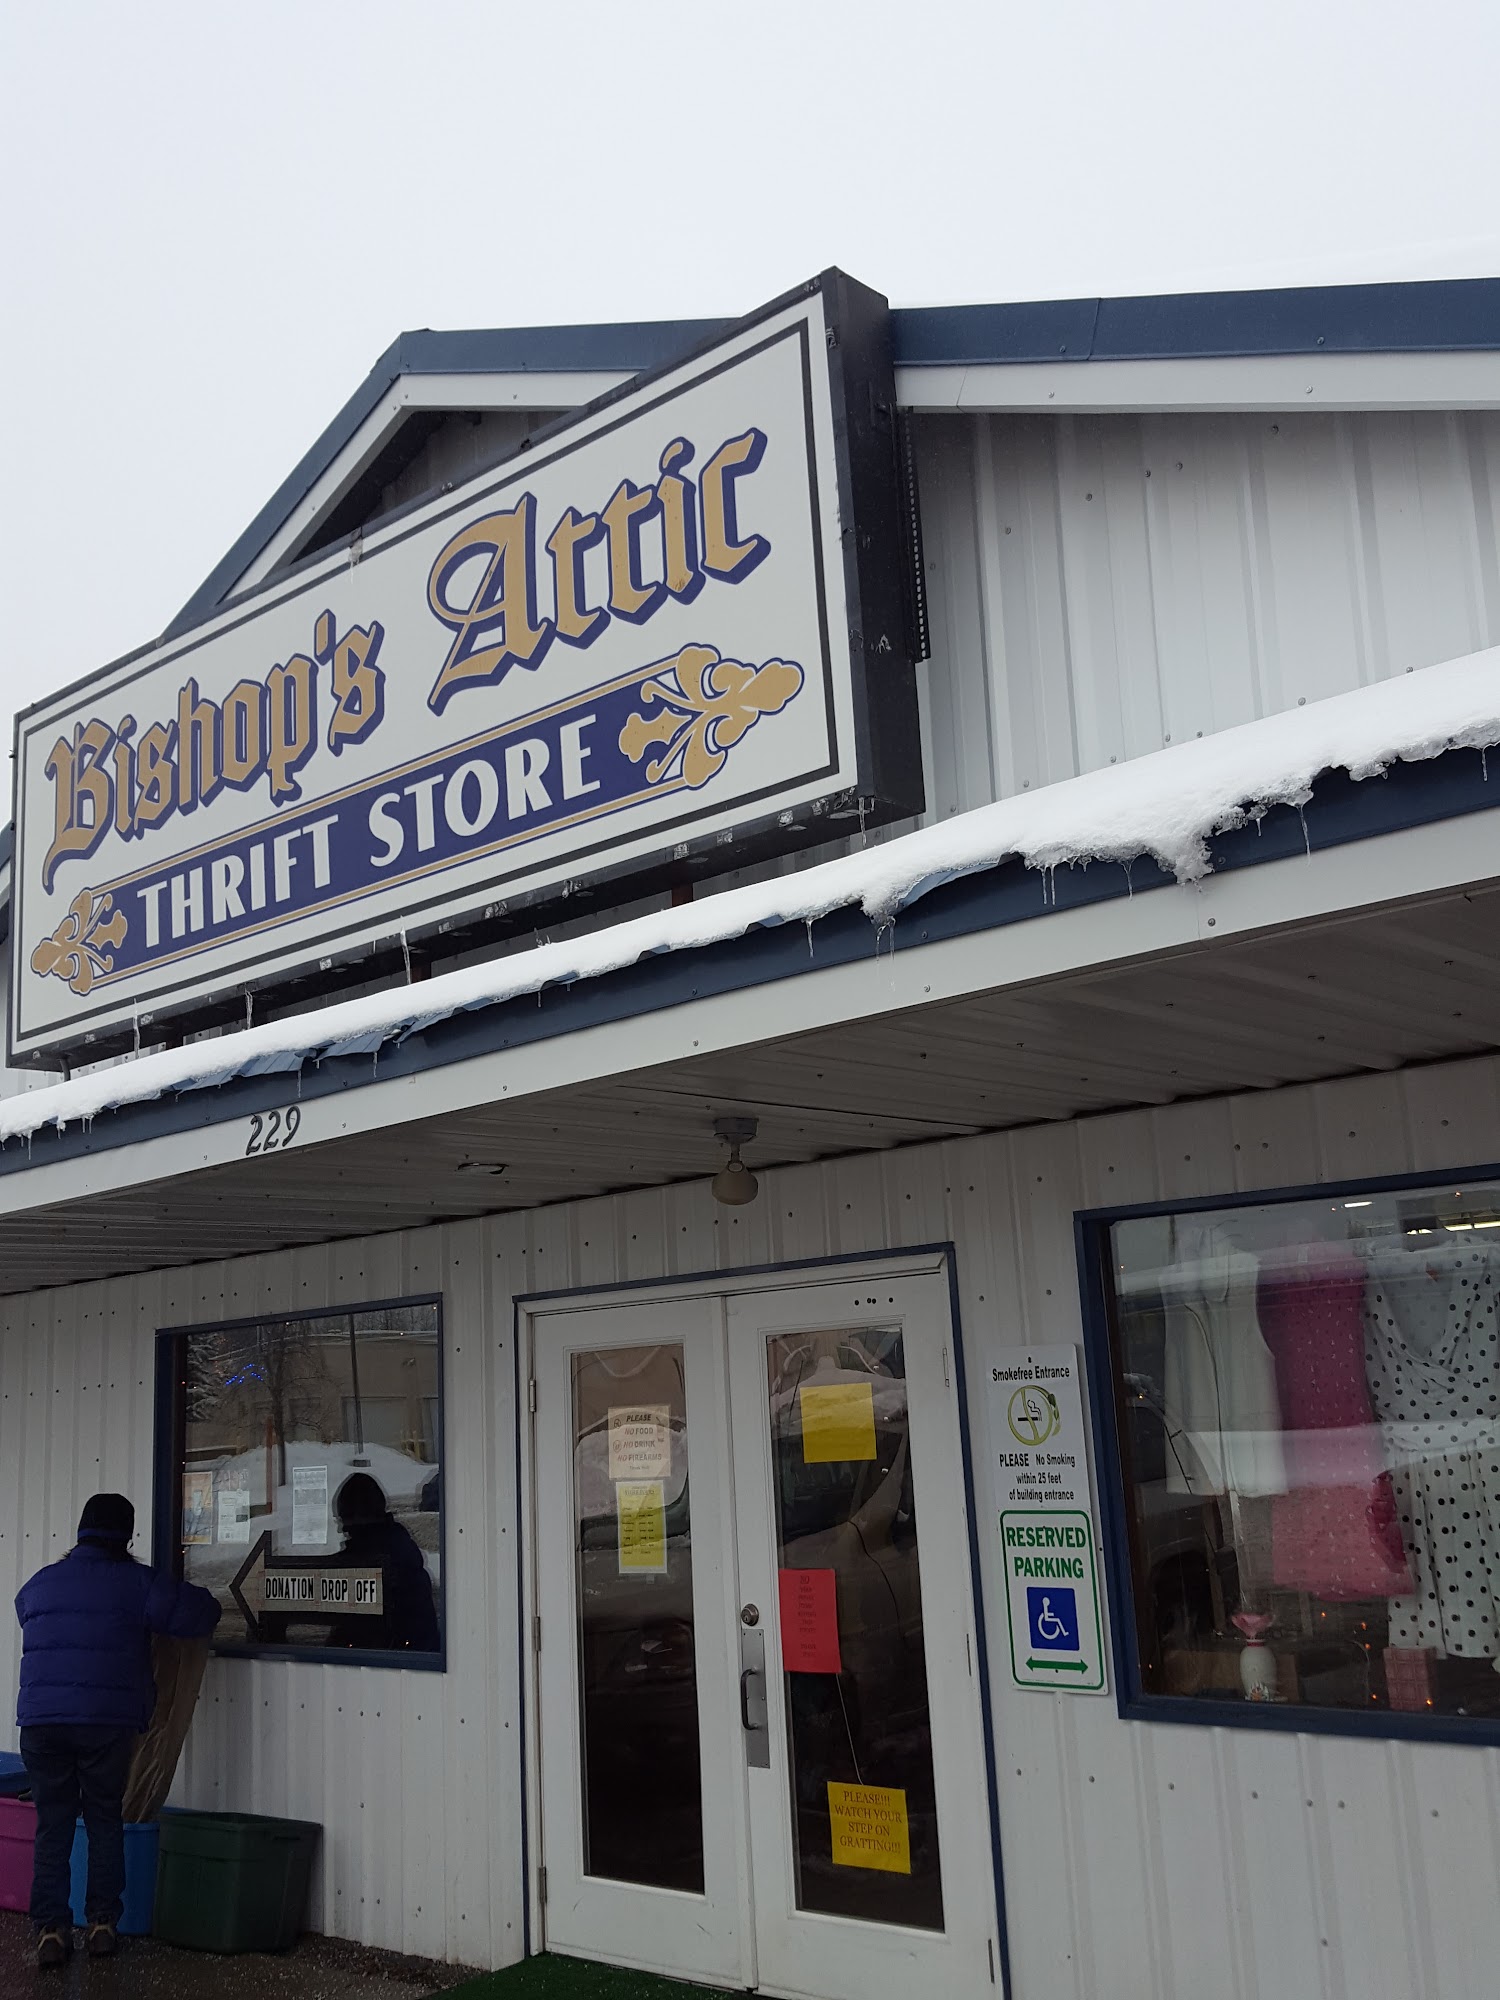 Bishop's Attic
THRIFT STORE
229
DONATION DROP OFF
PLEASE
NO FOOD
NO DRINK
NO FIREARMS
Smokefree Entrance
PLEASE No Smoking
within 25 feet
of building entrance
RESERVED
PARKING
PLEASE!!!
WATCH YOUR
STEP ON
GRATTING!!!